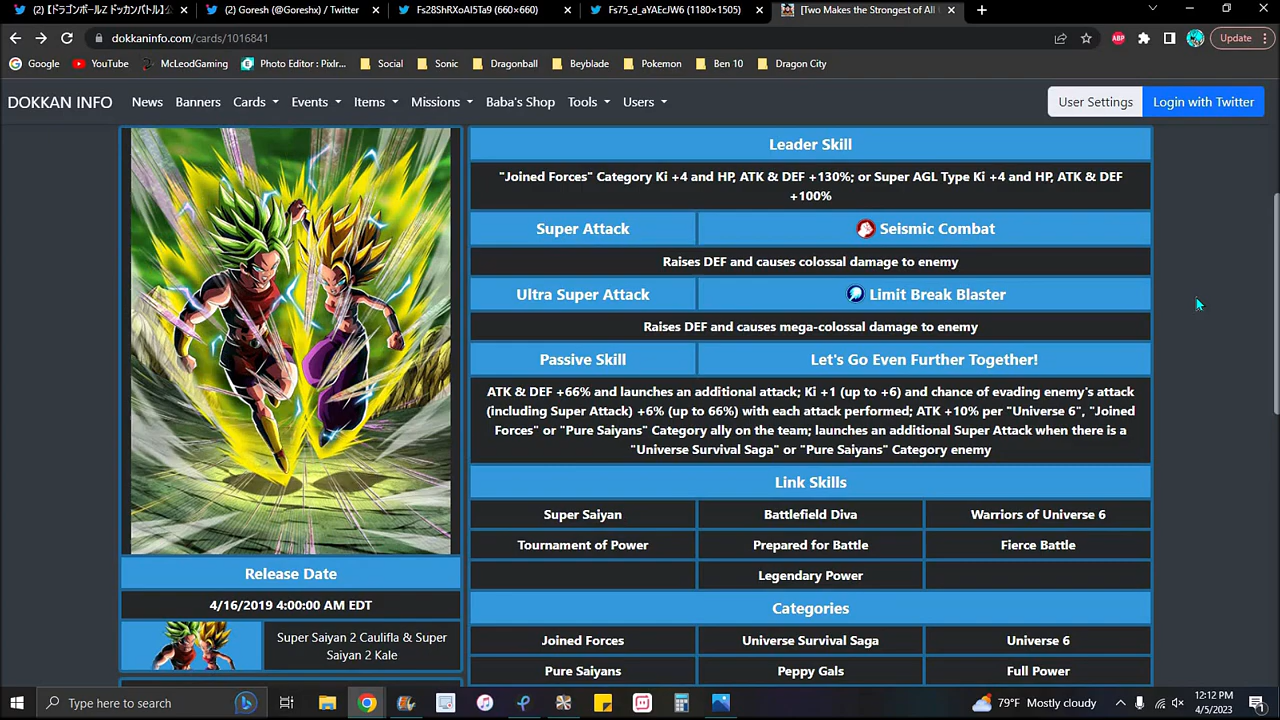 (2) 【ドラゴンボールZ ドッカンバトル】公
(2) Goresh (@Goreshx) / Twitter
Fs28ShRXoAI5Ta9 (660×660)
Fs75_d_aYAEcJW6 (1180×1505)
[Two Makes the Strongest of All
dokkaninfo.com/cards/1016841
ABP
Update
Google
YouTube
McLeodGaming
Photo Editor : Pixlr...
Social
Sonic
Dragonball
Beyblade
Pokemon
Ben 10
Dragon City
DOKKAN INFO
News
Banners
Cards
Events
Items
Missions
Baba's Shop
Tools
Users
User Settings
Login with Twitter
Leader Skill
"Joined Forces" Category Ki +4 and HP, ATK & DEF +130%; or Super AGL Type Ki +4 and HP, ATK & DEF
+100%
Super Attack
Seismic Combat
Raises DEF and causes colossal damage to enemy
Ultra Super Attack
Limit Break Blaster
Raises DEF and causes mega-colossal damage to enemy
Passive Skill
Let's Go Even Further Together!
ATK & DEF +66% and launches an additional attack; Ki +1 (up to +6) and chance of evading enemy's attack
(including Super Attack) +6% (up to 66%) with each attack performed; ATK +10% per "Universe 6", "Joined
Forces" or "Pure Saiyans" Category ally on the team; launches an additional Super Attack when there is a
"Universe Survival Saga" or "Pure Saiyans" Category enemy
Link Skills
Super Saiyan
Battlefield Diva
Warriors of Universe 6
Tournament of Power
Prepared for Battle
Fierce Battle
Legendary Power
Categories
Joined Forces
Universe Survival Saga
Universe 6
Pure Saiyans
Peppy Gals
Full Power
Release Date
4/16/2019 4:00:00 AM EDT
Super Saiyan 2 Caulifla & Super
Saiyan 2 Kale
Type here to search
79°F Mostly cloudy
12:12 PM
4/5/2023